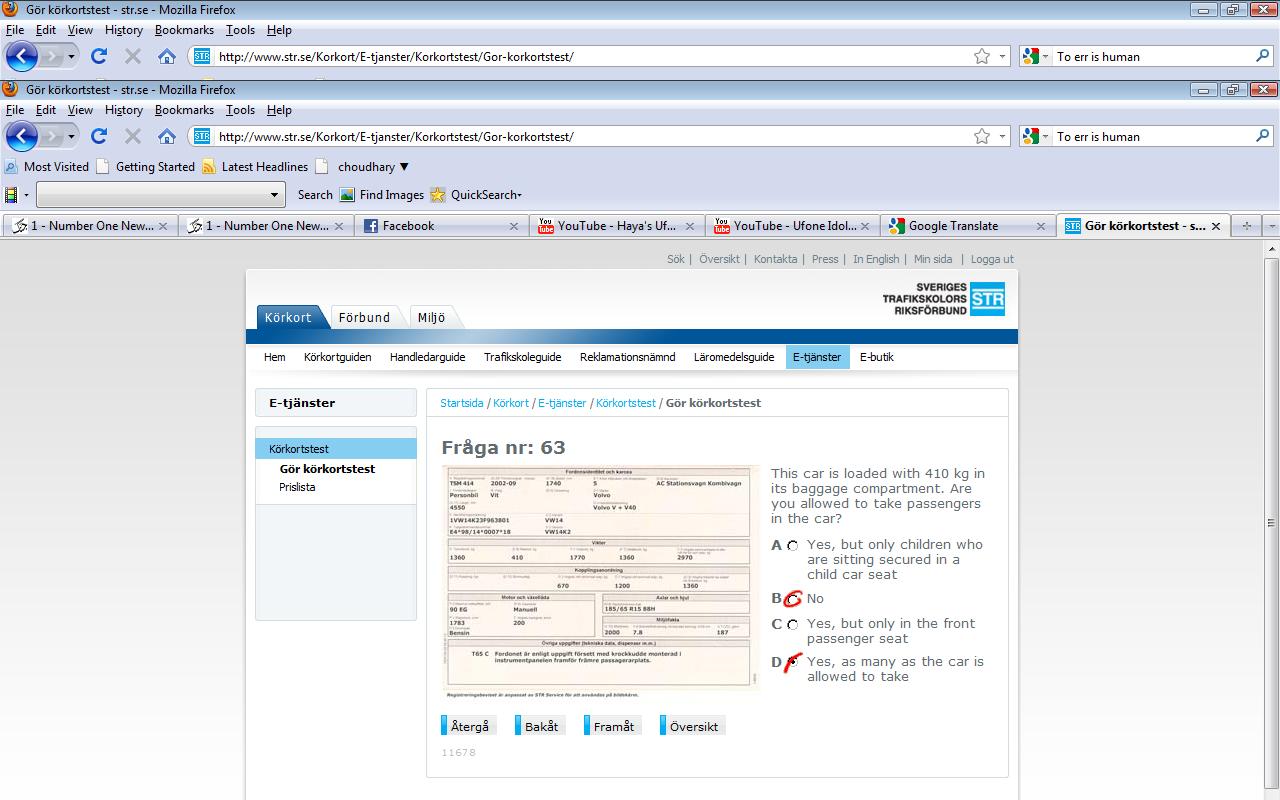 Gör körkortstest - str.se - Mozilla Firefox
File Edit View History Bookmarks Tools Help
http://www.str.se/Korkort/E-tjanster/Korkortstest/Gor-korkortstest/ To err is human
Gör körkortstest - str.se - Mozilla Firefox
File Edit View History Bookmarks Tools Help
STR http://www.str.se/Korkort/E-tjanster/Korkortstest/Gor-korkortstest/ To err is human
Most Visited Getting Started Latest Headlines choudhary
Search Find Images QuickSearch
1 - Number One New... 1 - Number One New... Facebook You Tube YouTube - Haya's Uf... You Tube YouTube - Ufone Idol... Google Translate STR Gör körkortstest - s...
Sök | Översikt | Kontakta | Press | In English | Min sida | Logga ut
SVERIGES
TRAFIKSKOLORS STR
RIKSFÖRBUND
Körkort Förbund Miljö
Hem Körkortguiden Handledarguide Trafikskoleguide Reklamationsnämnd Läromedelsguide E-tjänster E-butik
E-tjänster
Startsida / Körkort / E-tjänster / Körkortstest / Gör körkortstest
Körkortstest
Gör körkortstest
Prislista
Fråga nr: 63
Fordonsidentitet och kaross
TSM 414 2002-09 1740 5 AC Stationsvagn Kombivagn
Personbil Vit Volvo
4550 Volvo V + V40
1VW14K23F963801 VW14
E4*98/14*0007*18 VW14K2
Vikter
1360 410 1770 1360 2970
Kopplingsanordning
670 1200 1360
Motor och växellåda Axlar och hjul
90 EG Manuell 185/65 R15 88H
1783 200 Miljöfakta
Bensin 2000 7.8 187
Övriga uppgifter (tekniska data, dispenser m.m.)
T65 C Fordonet är enligt uppgift försett med krockkudde monterad i
instrumentpanelen framför främre passagerarplats.
Registreringsbeviset är anpassat av STR Service för att användas på bildskärm.
This car is loaded with 410 kg in
its baggage compartment. Are
you allowed to take passengers
in the car?
A Yes, but only children who
are sitting secured in a
child car seat
B No
C Yes, but only in the front
passenger seat
D Yes, as many as the car is
allowed to take
Återgå Bakåt Framåt Översikt
11678